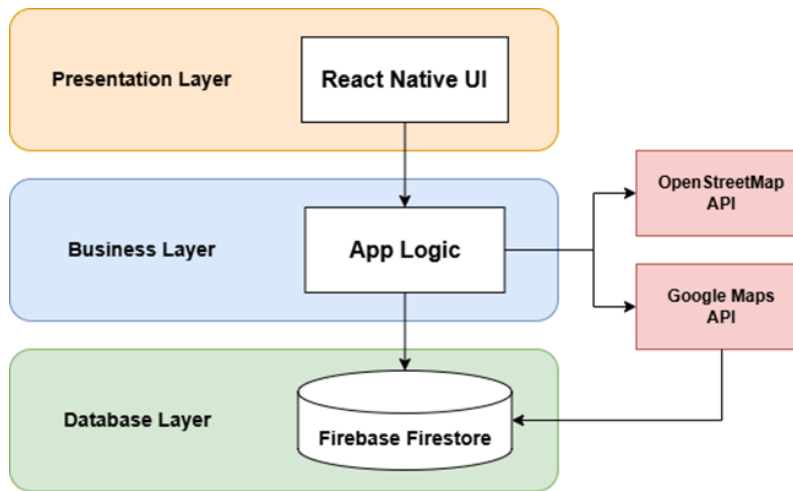 Presentation Layer
React Native UI
Business Layer
App Logic
OpenStreetMap
API
Google Maps
API
Database Layer
Firebase Firestore